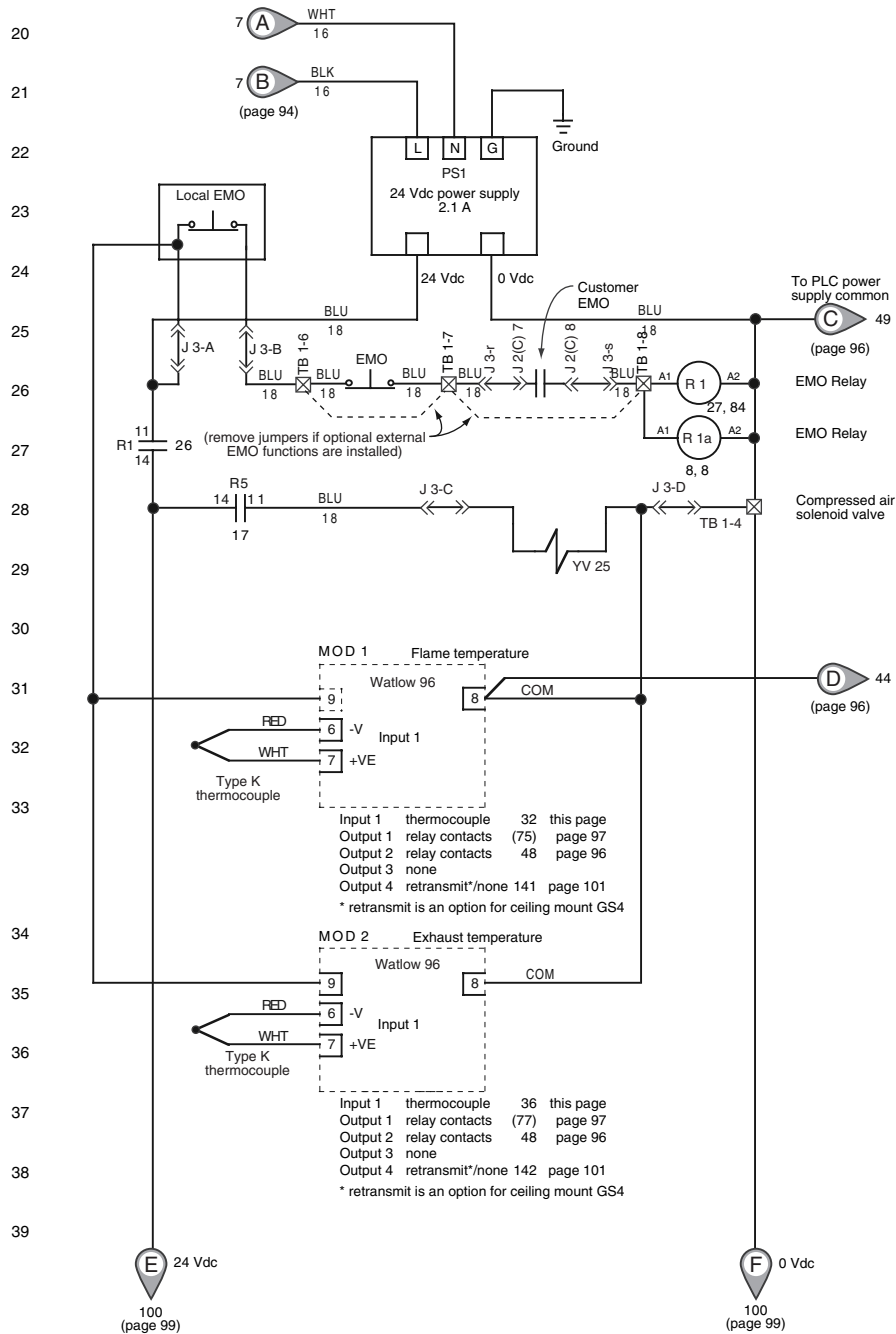 20
7 A WHT
16
21
7 B BLK
16
(page 94)
22
L N G
Ground
PS1
24 Vdc power supply
2.1 A
23
Local EMO
24
24 Vdc 0 Vdc
Customer
EMO
To PLC power
supply common
25
BLU
18
BLU
18
C 49
(page 96)
J 3-A
J 3-B
TB 1-6
TB 1-7
J 3-r
J 2(C) 7
J 2(C) 8
J 3-s
TB 1-8
26
BLU
18
BLU
18
EMO
BLU
18
BLU
18
BLU
18
A1 R 1 A2
27, 84
EMO Relay
27
11
R1 26
14
(remove jumpers if optional external
EMO functions are installed)
A1 R 1a A2
8, 8
EMO Relay
28
R5
14 11
17
BLU
18
J 3-C
J 3-D
TB 1-4
Compressed air
solenoid valve
29
YV 25
30
MOD 1 Flame temperature
31
Watlow 96
9
8
COM
D 44
(page 96)
32
RED
6 -V
Input 1
WHT
7 +VE
Type K
thermocouple
33
Input 1 thermocouple 32 this page
Output 1 relay contacts (75) page 97
Output 2 relay contacts 48 page 96
Output 3 none
Output 4 retransmit*/none 141 page 101
* retransmit is an option for ceiling mount GS4
34
MOD 2 Exhaust temperature
Watlow 96
35
9
8
COM
RED
6 -V
Input 1
36
WHT
7 +VE
Type K
thermocouple
37
Input 1 thermocouple 36 this page
Output 1 relay contacts (77) page 97
Output 2 relay contacts 48 page 96
Output 3 none
38
Output 4 retransmit*/none 142 page 101
* retransmit is an option for ceiling mount GS4
39
E 24 Vdc
100
(page 99)
F 0 Vdc
100
(page 99)